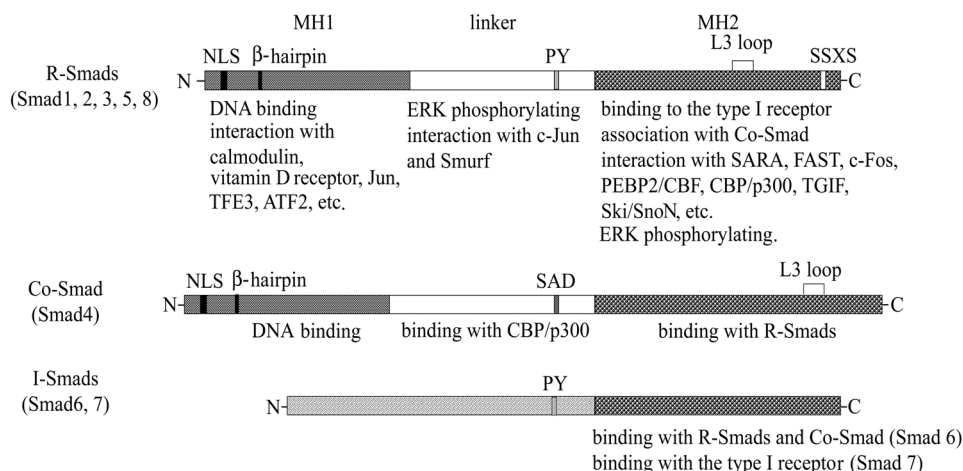 MH1 linker MH2
L3 loop
NLS β-hairpin PY SSXS
R-Smads
(Smad1, 2, 3, 5, 8)
N C
DNA binding
interaction with
calmodulin,
vitamin D receptor, Jun,
TFE3, ATF2, etc.
ERK phosphorylating
interaction with c-Jun
and Smurf
binding to the type I receptor
association with Co-Smad
interaction with SARA, FAST, c-Fos,
PEBP2/CBF, CBP/p300, TGIF,
Ski/SnoN, etc.
ERK phosphorylating.
L3 loop
NLS β-hairpin SAD
Co-Smad
(Smad4)
N C
DNA binding binding with CBP/p300 binding with R-Smads
I-Smads
(Smad6, 7)
PY
N C
binding with R-Smads and Co-Smad (Smad 6)
binding with the type I receptor (Smad 7)